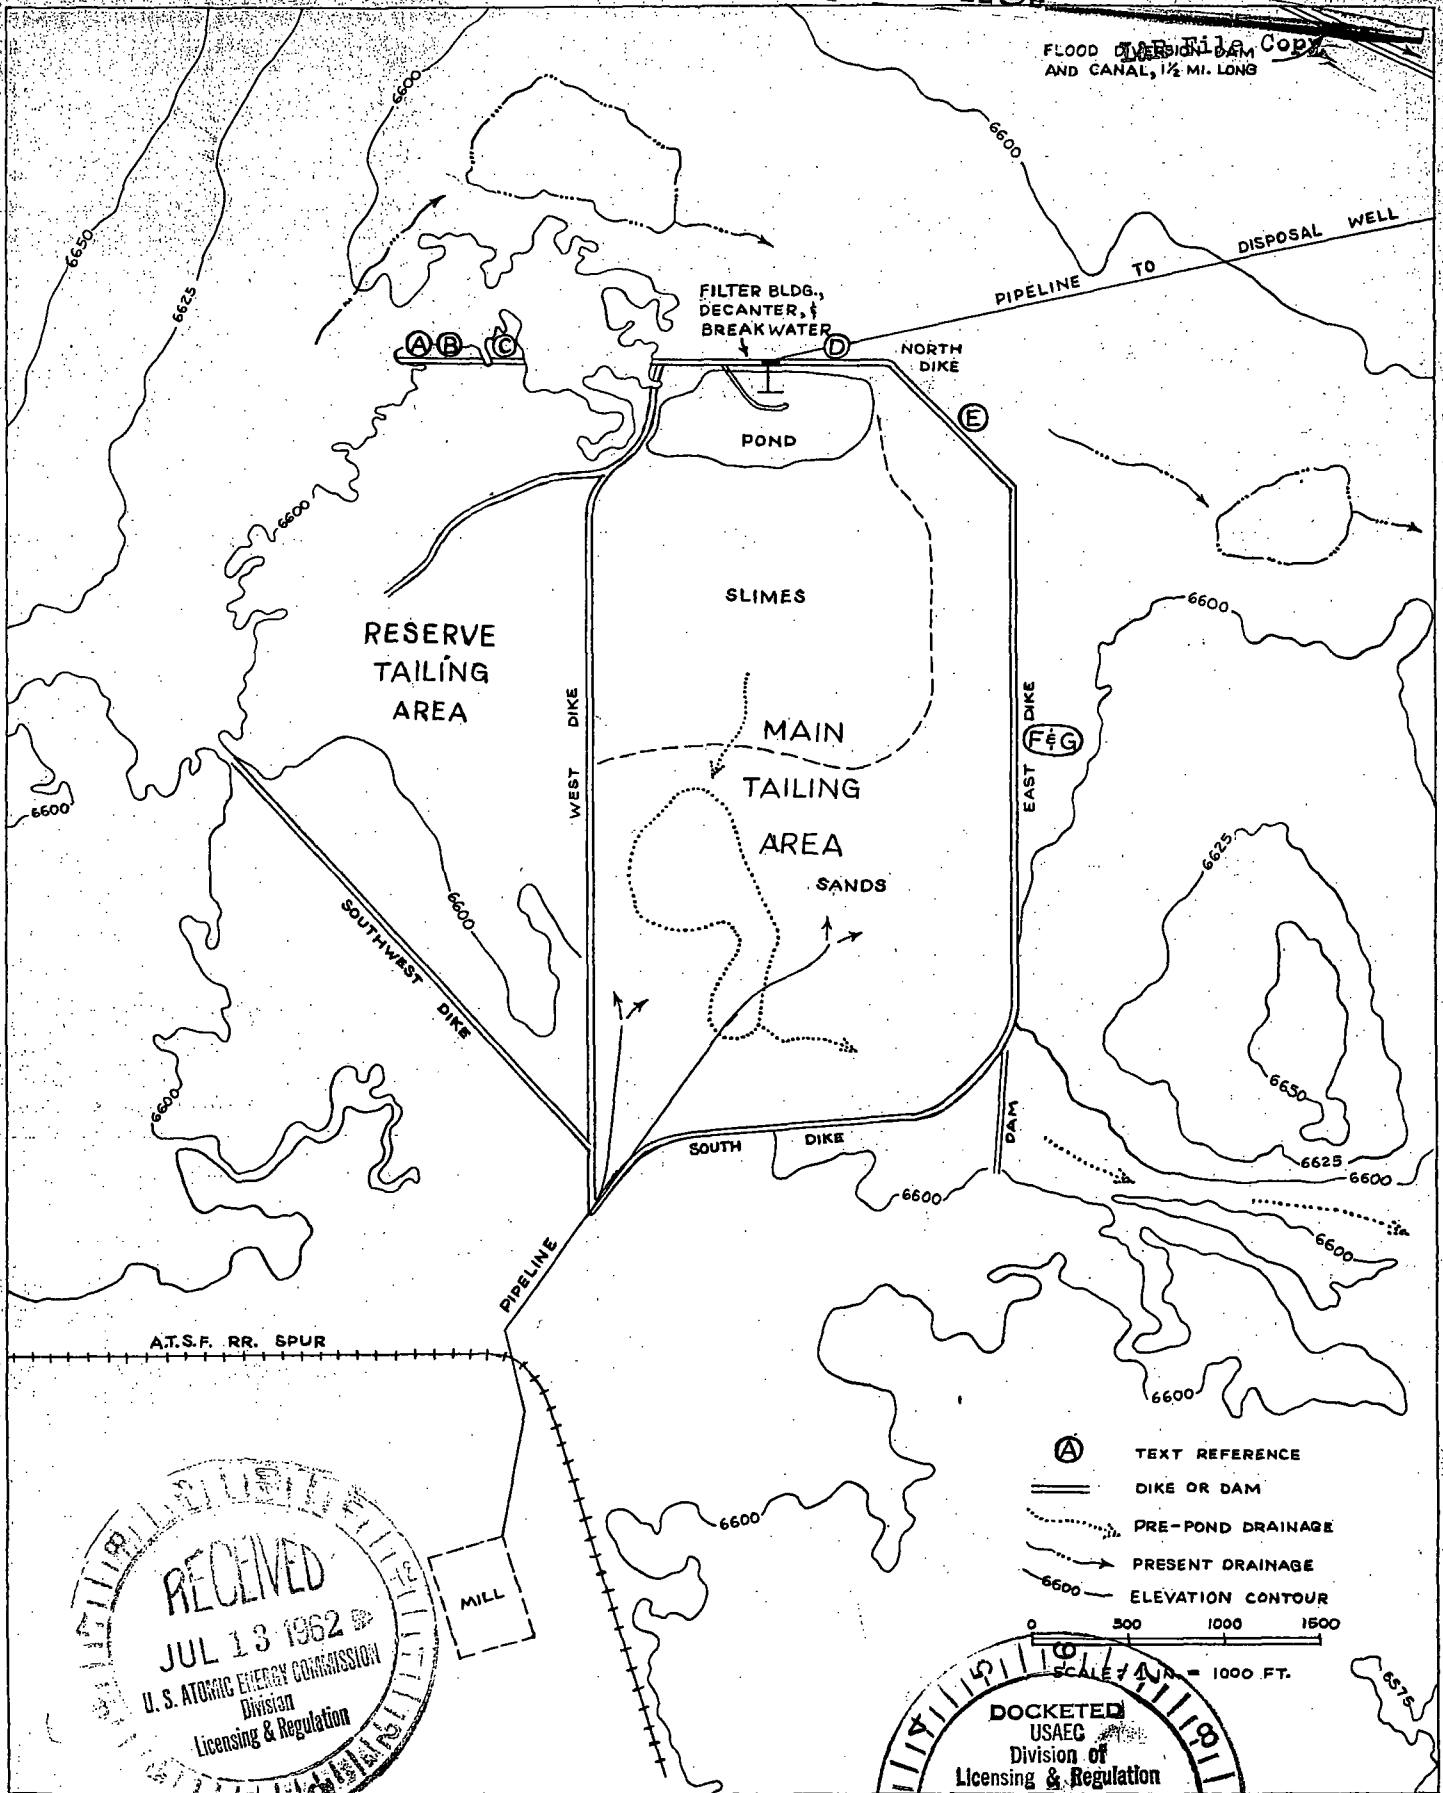 File Copy
FLOOD DIVERSION DAM
AND CANAL, 1½ MI. LONG
6600
6600
6650
6625
PIPELINE TO DISPOSAL WELL
FILTER BLDG.,
DECANTER, &
BREAKWATER
A B C
D
NORTH
DIKE
E
POND
6600
SLIMES
6600
RESERVE
TAILING
AREA
WEST DIKE
EAST DIKE
F & G
MAIN
TAILING
AREA
SANDS
6600
6625
6600
SOUTHWEST DIKE
6650
6600
DAM
SOUTH DIKE
6625
6600
6600
6600
PIPELINE
A.T.S.F. RR. SPUR
6600
A TEXT REFERENCE
DIKE OR DAM
PRE-POND DRAINAGE
PRESENT DRAINAGE
6600 ELEVATION CONTOUR
0 500 1000 1500
SCALE 1 IN. = 1000 FT.
6600
MILL
6575
RECEIVED
JUL 13 1962
U. S. ATOMIC ENERGY COMMISSION
Division
Licensing & Regulation
DOCKETED
USAEC
Division of
Licensing & Regulation